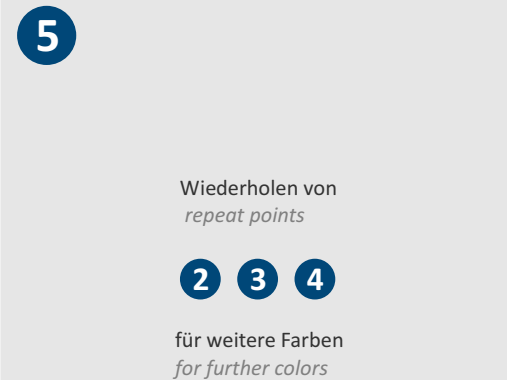 5
Wiederholen von
repeat points
2 3 4
für weitere Farben
for further colors